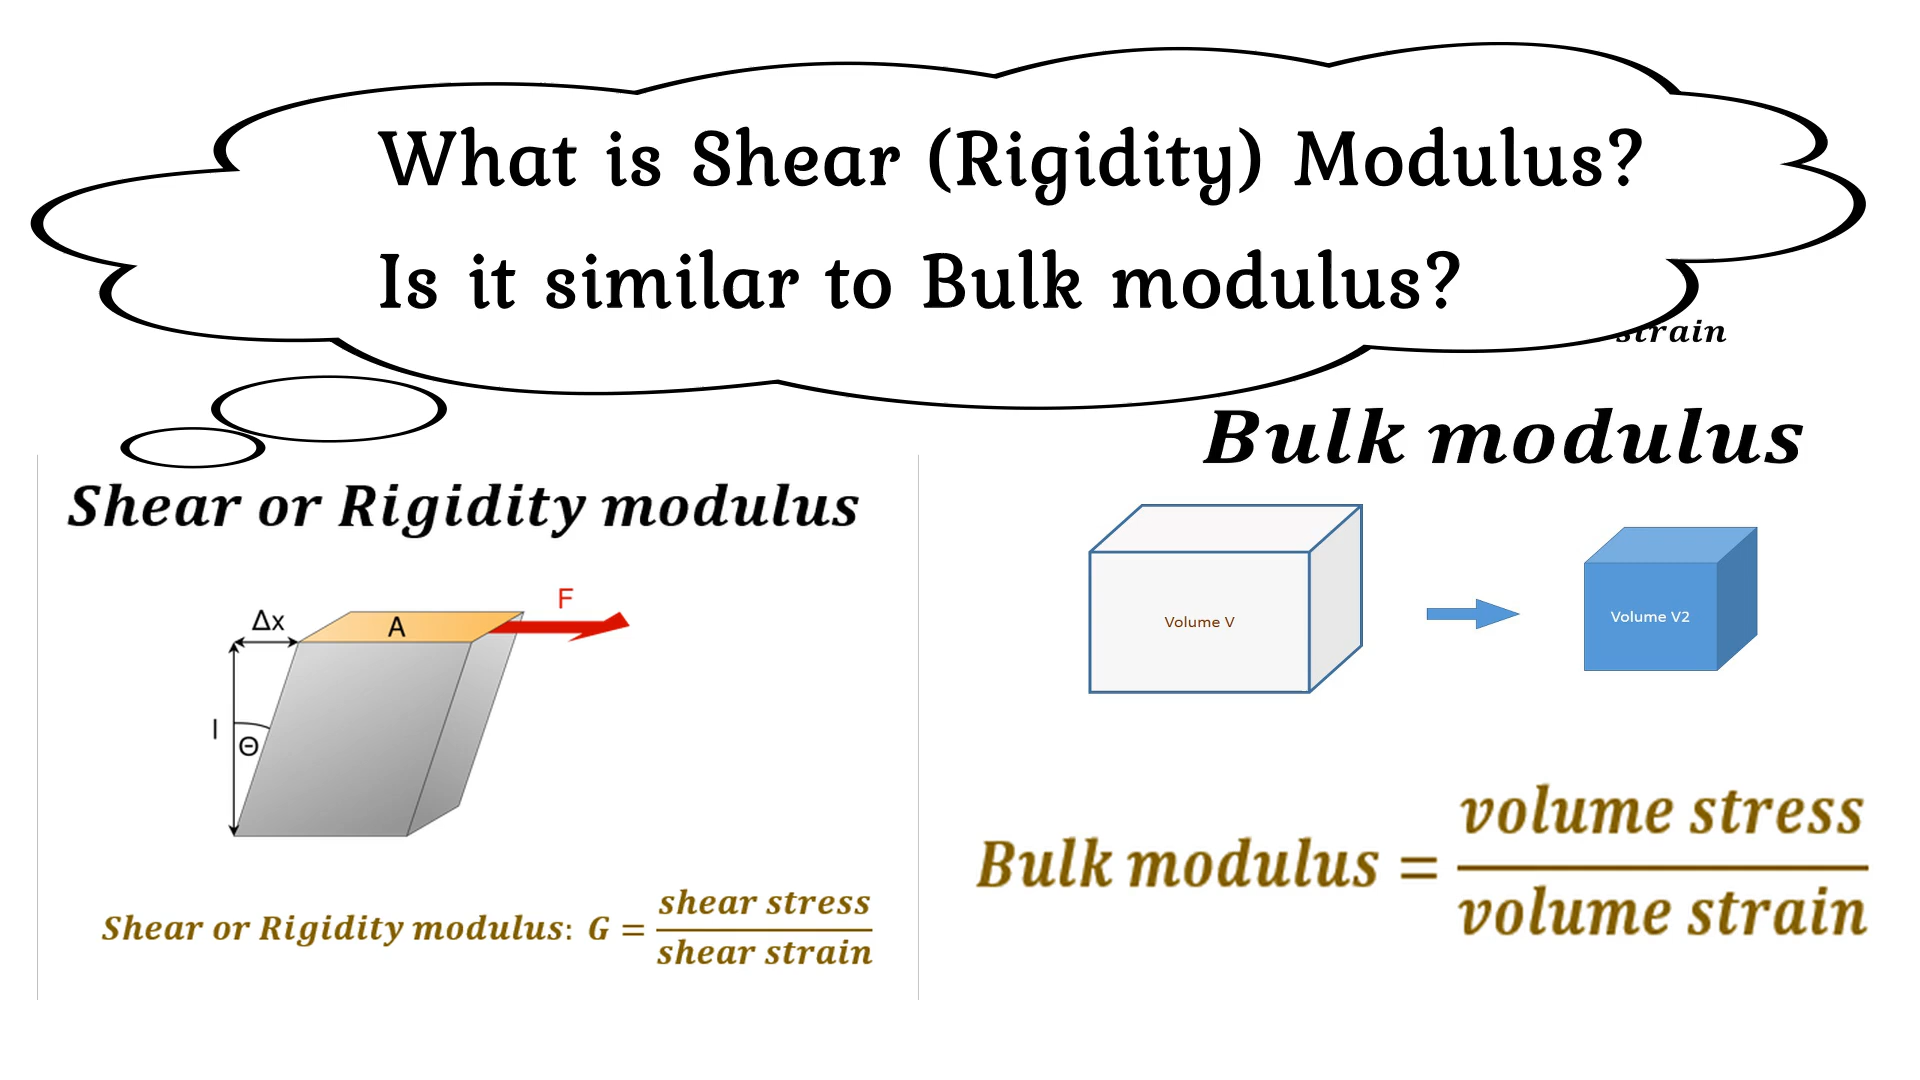 What is Shear (Rigidity) Modulus?
Is it similar to Bulk modulus?
strain
Shear or Rigidity modulus
Δx
A
F
l
Θ
Shear or Rigidity modulus: G = shear stress
shear strain
Bulk modulus
Volume V
Volume V2
Bulk modulus = volume stress
volume strain